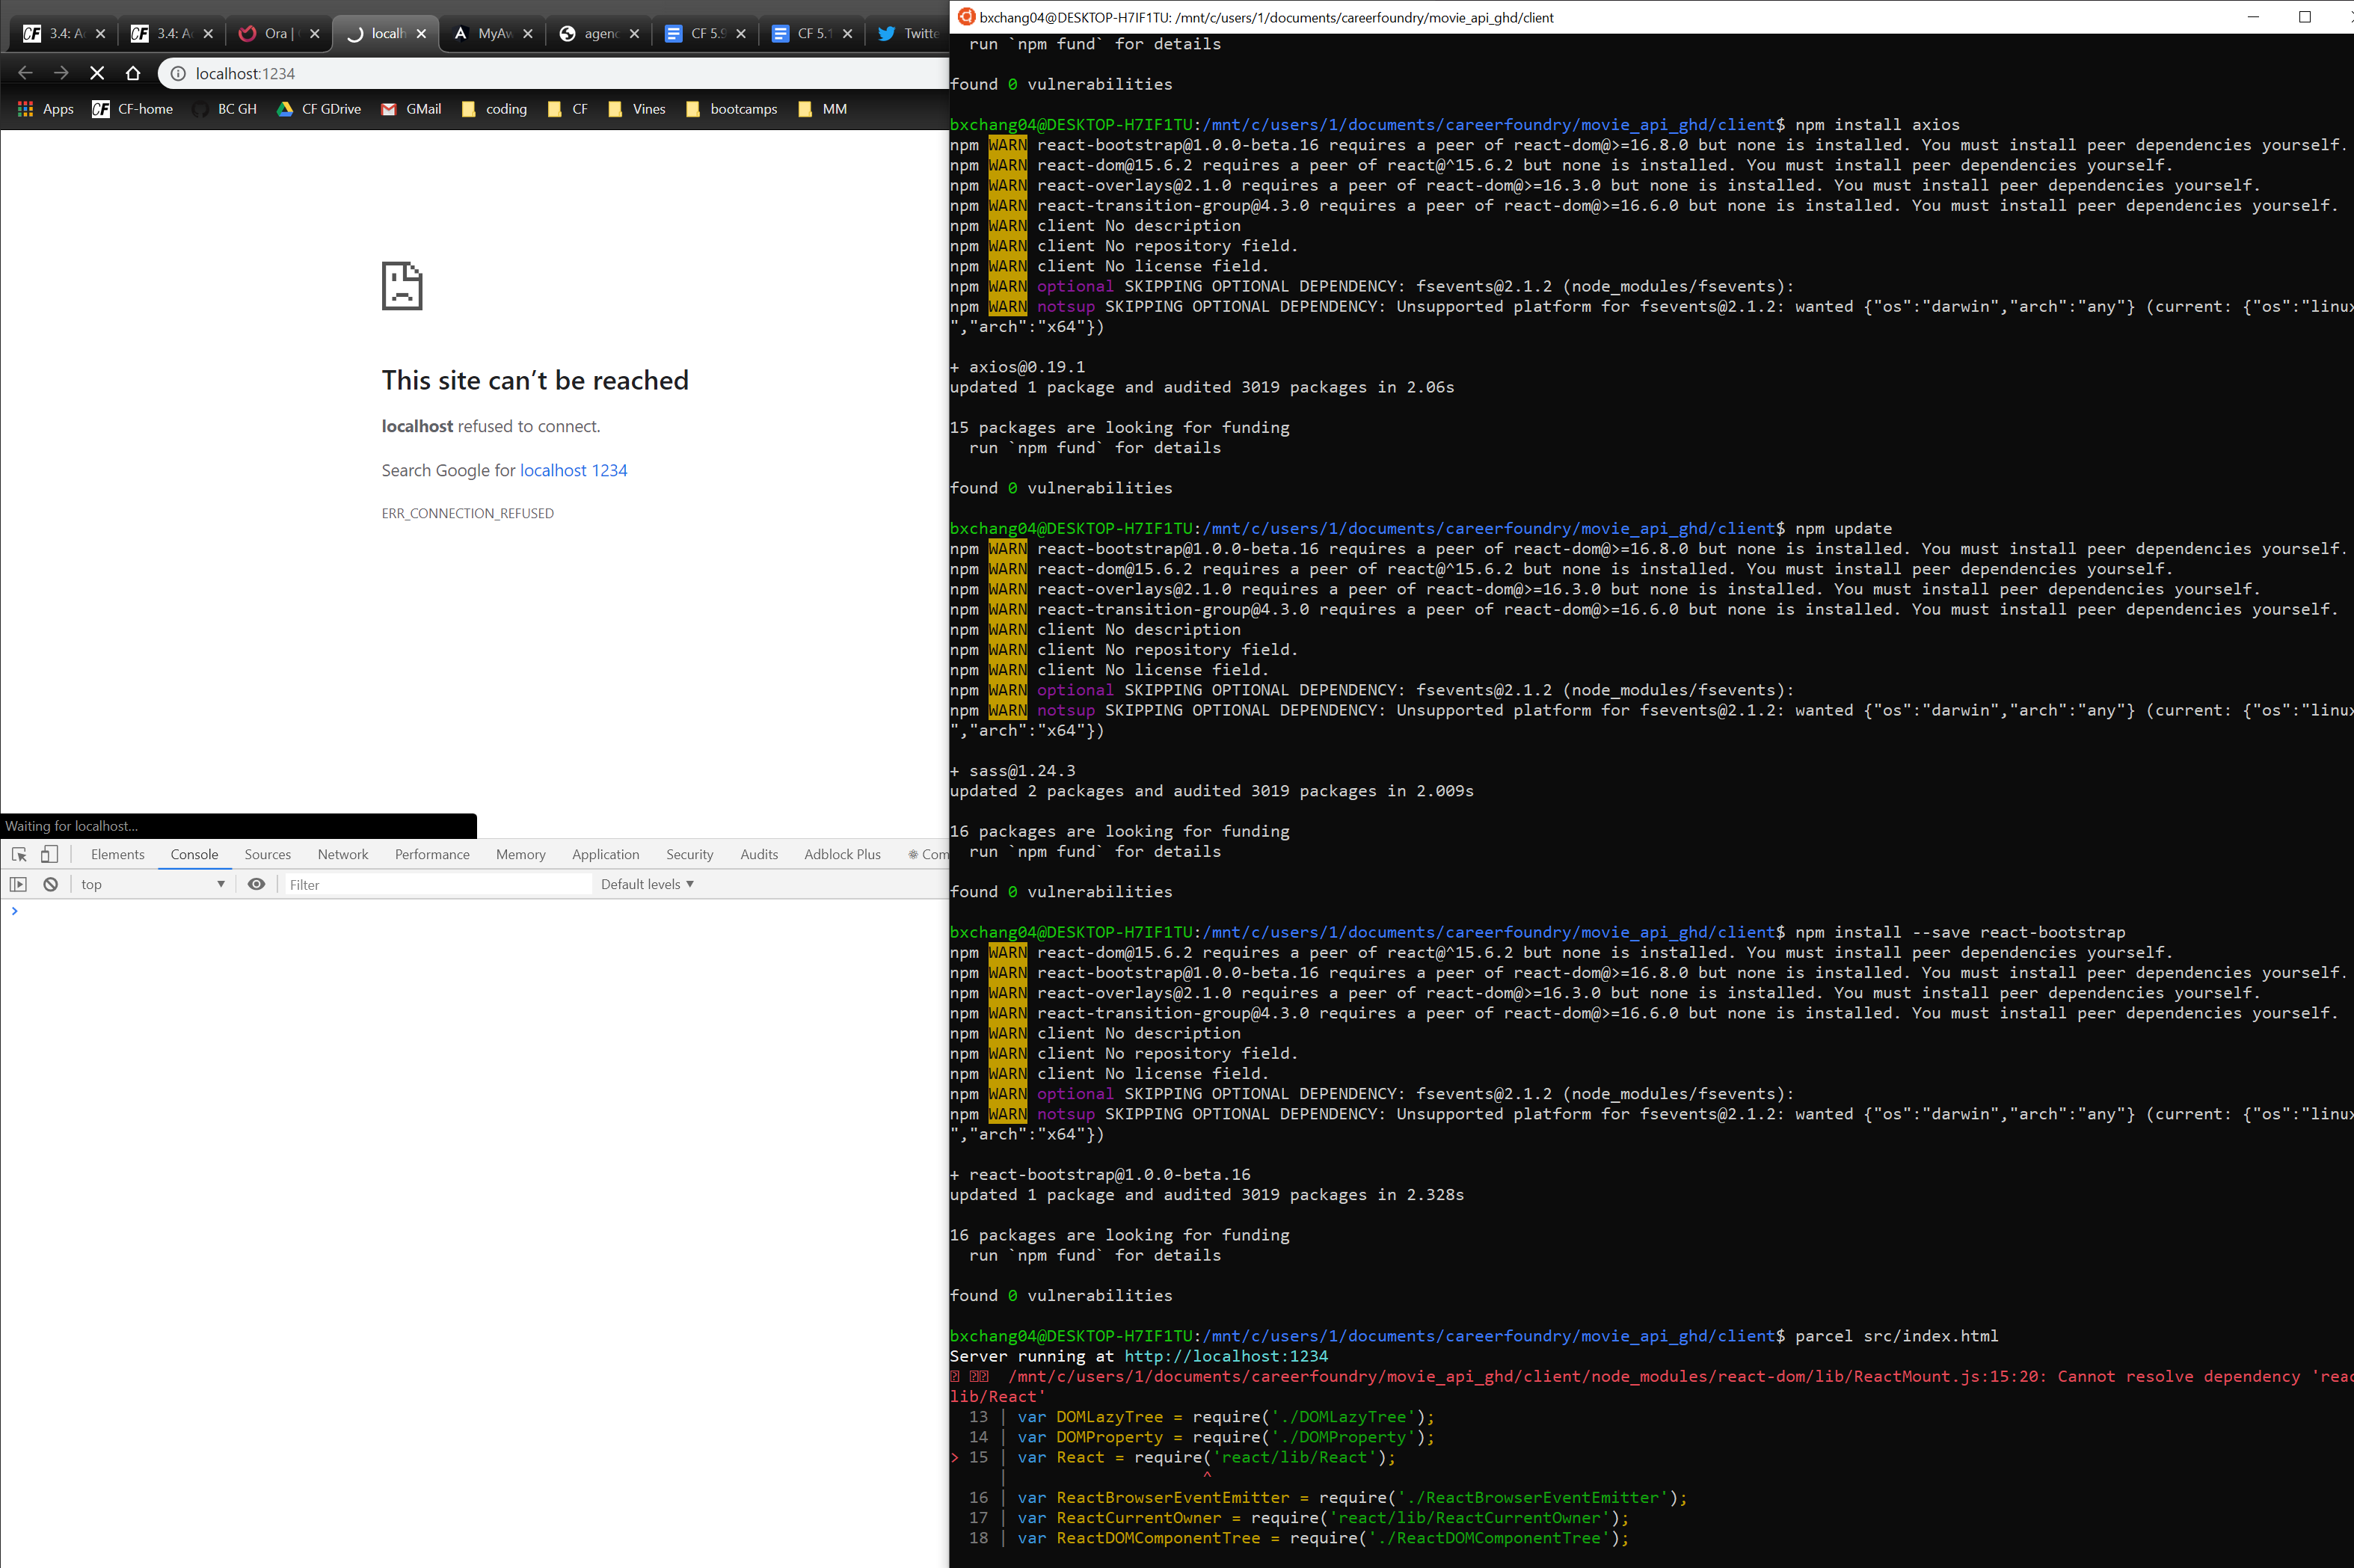 3.4: A
3.4: A
Ora |
localh
MyAw
agenc
CF 5.9
CF 5.1
Twitte
localhost:1234
Apps
CF-home
BC GH
CF GDrive
GMail
coding
CF
Vines
bootcamps
MM
This site can't be reached
localhost refused to connect.
Search Google for localhost 1234
ERR_CONNECTION_REFUSED
Waiting for localhost...
Elements Console Sources Network Performance Memory Application Security Audits Adblock Plus Com
top Filter Default levels ▼
bxchang04@DESKTOP-H7IF1TU: /mnt/c/users/1/documents/careerfoundry/movie_api_ghd/client
run `npm fund` for details
found 0 vulnerabilities
bxchang04@DESKTOP-H7IF1TU:/mnt/c/users/1/documents/careerfoundry/movie_api_ghd/client$ npm install axios
npm WARN react-bootstrap@1.0.0-beta.16 requires a peer of react-dom@>=16.8.0 but none is installed. You must install peer dependencies yourself.
npm WARN react-dom@15.6.2 requires a peer of react@^15.6.2 but none is installed. You must install peer dependencies yourself.
npm WARN react-overlays@2.1.0 requires a peer of react-dom@>=16.3.0 but none is installed. You must install peer dependencies yourself.
npm WARN react-transition-group@4.3.0 requires a peer of react-dom@>=16.6.0 but none is installed. You must install peer dependencies yourself.
npm WARN client No description
npm WARN client No repository field.
npm WARN client No license field.
npm WARN optional SKIPPING OPTIONAL DEPENDENCY: fsevents@2.1.2 (node_modules/fsevents):
npm WARN notsup SKIPPING OPTIONAL DEPENDENCY: Unsupported platform for fsevents@2.1.2: wanted {"os":"darwin","arch":"any"} (current: {"os":"linux
","arch":"x64"})
+ axios@0.19.1
updated 1 package and audited 3019 packages in 2.06s
15 packages are looking for funding
run `npm fund` for details
found 0 vulnerabilities
bxchang04@DESKTOP-H7IF1TU:/mnt/c/users/1/documents/careerfoundry/movie_api_ghd/client$ npm update
npm WARN react-bootstrap@1.0.0-beta.16 requires a peer of react-dom@>=16.8.0 but none is installed. You must install peer dependencies yourself.
npm WARN react-dom@15.6.2 requires a peer of react@^15.6.2 but none is installed. You must install peer dependencies yourself.
npm WARN react-overlays@2.1.0 requires a peer of react-dom@>=16.3.0 but none is installed. You must install peer dependencies yourself.
npm WARN react-transition-group@4.3.0 requires a peer of react-dom@>=16.6.0 but none is installed. You must install peer dependencies yourself.
npm WARN client No description
npm WARN client No repository field.
npm WARN client No license field.
npm WARN optional SKIPPING OPTIONAL DEPENDENCY: fsevents@2.1.2 (node_modules/fsevents):
npm WARN notsup SKIPPING OPTIONAL DEPENDENCY: Unsupported platform for fsevents@2.1.2: wanted {"os":"darwin","arch":"any"} (current: {"os":"linux
","arch":"x64"})
+ sass@1.24.3
updated 2 packages and audited 3019 packages in 2.009s
16 packages are looking for funding
run `npm fund` for details
found 0 vulnerabilities
bxchang04@DESKTOP-H7IF1TU:/mnt/c/users/1/documents/careerfoundry/movie_api_ghd/client$ npm install --save react-bootstrap
npm WARN react-dom@15.6.2 requires a peer of react@^15.6.2 but none is installed. You must install peer dependencies yourself.
npm WARN react-bootstrap@1.0.0-beta.16 requires a peer of react-dom@>=16.8.0 but none is installed. You must install peer dependencies yourself.
npm WARN react-overlays@2.1.0 requires a peer of react-dom@>=16.3.0 but none is installed. You must install peer dependencies yourself.
npm WARN react-transition-group@4.3.0 requires a peer of react-dom@>=16.6.0 but none is installed. You must install peer dependencies yourself.
npm WARN client No description
npm WARN client No repository field.
npm WARN client No license field.
npm WARN optional SKIPPING OPTIONAL DEPENDENCY: fsevents@2.1.2 (node_modules/fsevents):
npm WARN notsup SKIPPING OPTIONAL DEPENDENCY: Unsupported platform for fsevents@2.1.2: wanted {"os":"darwin","arch":"any"} (current: {"os":"linux
","arch":"x64"})
+ react-bootstrap@1.0.0-beta.16
updated 1 package and audited 3019 packages in 2.328s
16 packages are looking for funding
run `npm fund` for details
found 0 vulnerabilities
bxchang04@DESKTOP-H7IF1TU:/mnt/c/users/1/documents/careerfoundry/movie_api_ghd/client$ parcel src/index.html
Server running at http://localhost:1234
/mnt/c/users/1/documents/careerfoundry/movie_api_ghd/client/node_modules/react-dom/lib/ReactMount.js:15:20: Cannot resolve dependency 'reac
lib/React'
13 | var DOMLazyTree = require('./DOMLazyTree');
14 | var DOMProperty = require('./DOMProperty');
> 15 | var React = require('react/lib/React');
| ^
16 | var ReactBrowserEventEmitter = require('./ReactBrowserEventEmitter');
17 | var ReactCurrentOwner = require('react/lib/ReactCurrentOwner');
18 | var ReactDOMComponentTree = require('./ReactDOMComponentTree');